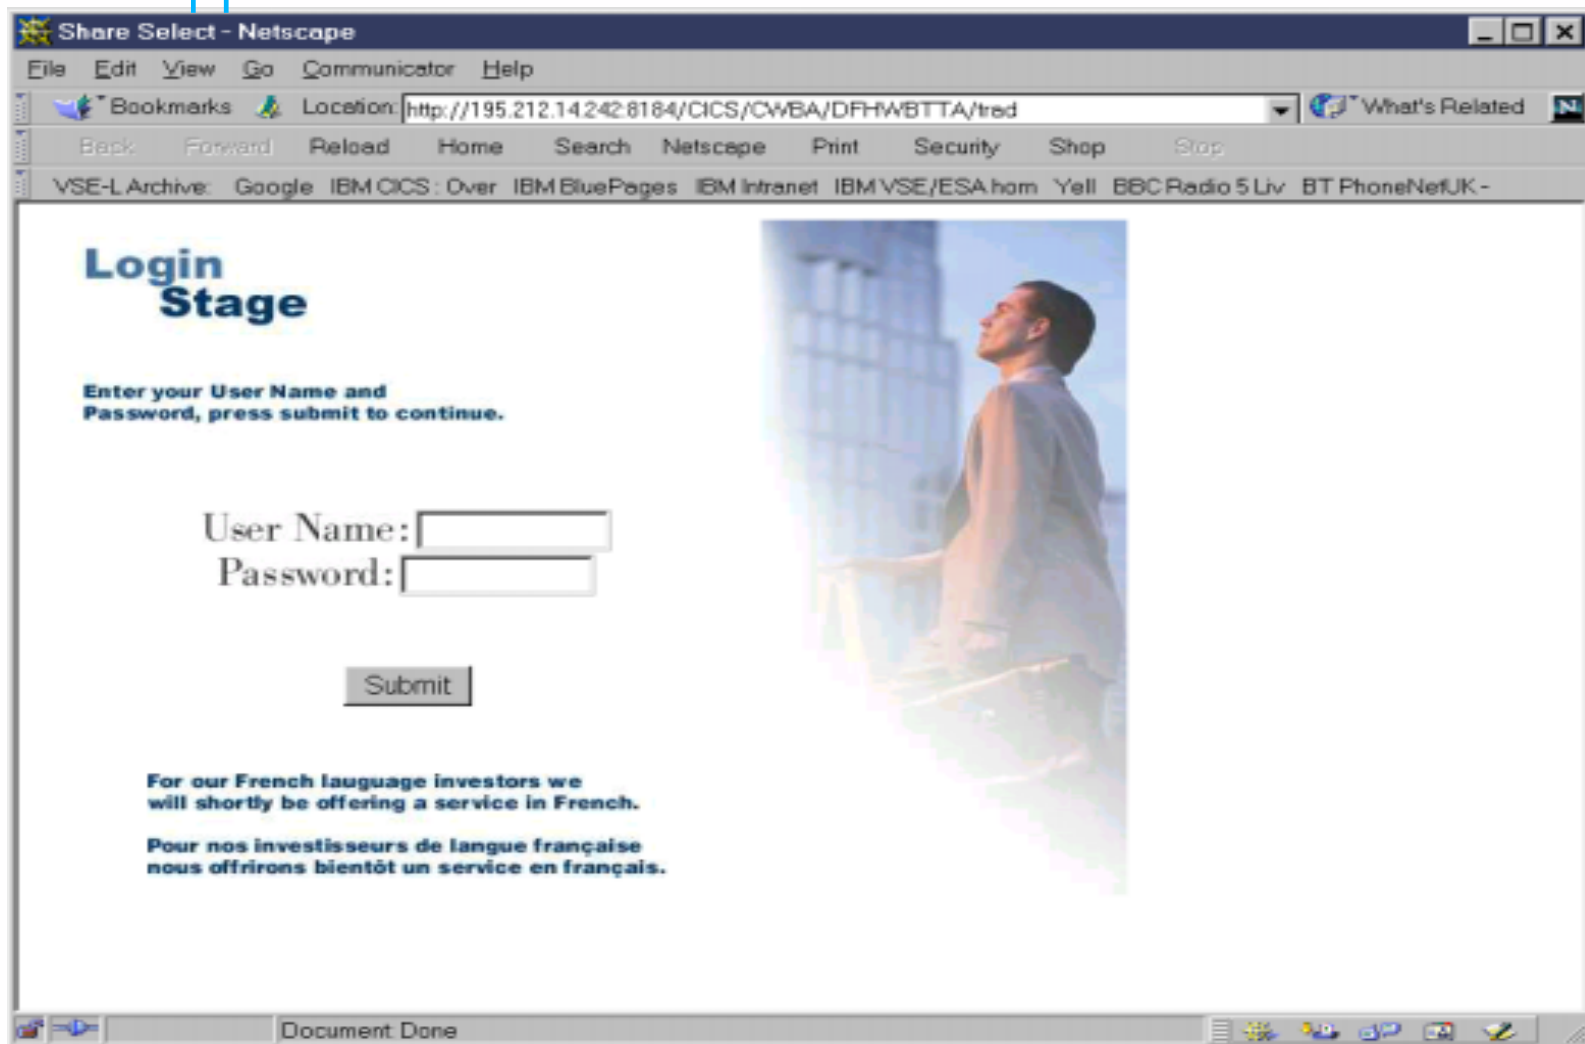 Share Select - Netscape
File Edit View Go Communicator Help
Bookmarks Location: http://195.212.14.242:8184/CICS/CWBA/DFHWBTTA/trad What's Related N
Back Forward Reload Home Search Netscape Print Security Shop Stop
VSE-L Archive: Google IBM CICS : Over IBM BluePages IBM Intranet IBM VSE/ESA hom Yell BBC Radio 5 Liv BT PhoneNetUK -
Login
Stage
Enter your User Name and
Password, press submit to continue.
User Name:
Password:
Submit
For our French lauguage investors we
will shortly be offering a service in French.
Pour nos investisseurs de langue française
nous offrirons bientôt un service en français.
Document: Done